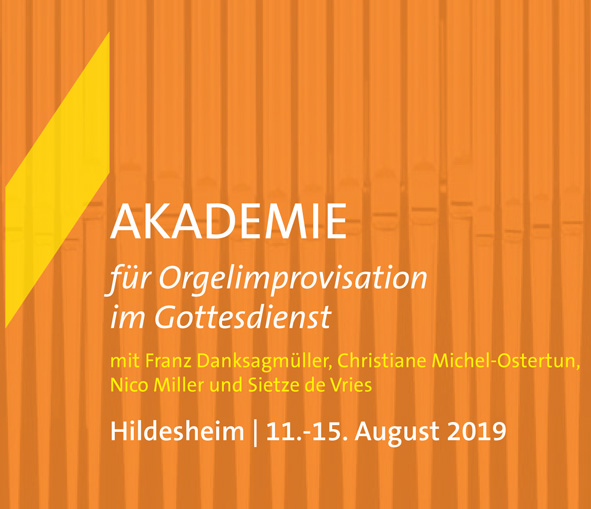 AKADEMIE
für Orgelimprovisation
im Gottesdienst
mit Franz Danksagmüller, Christiane Michel-Ostertun,
Nico Miller und Sietze de Vries
Hildesheim | 11.-15. August 2019